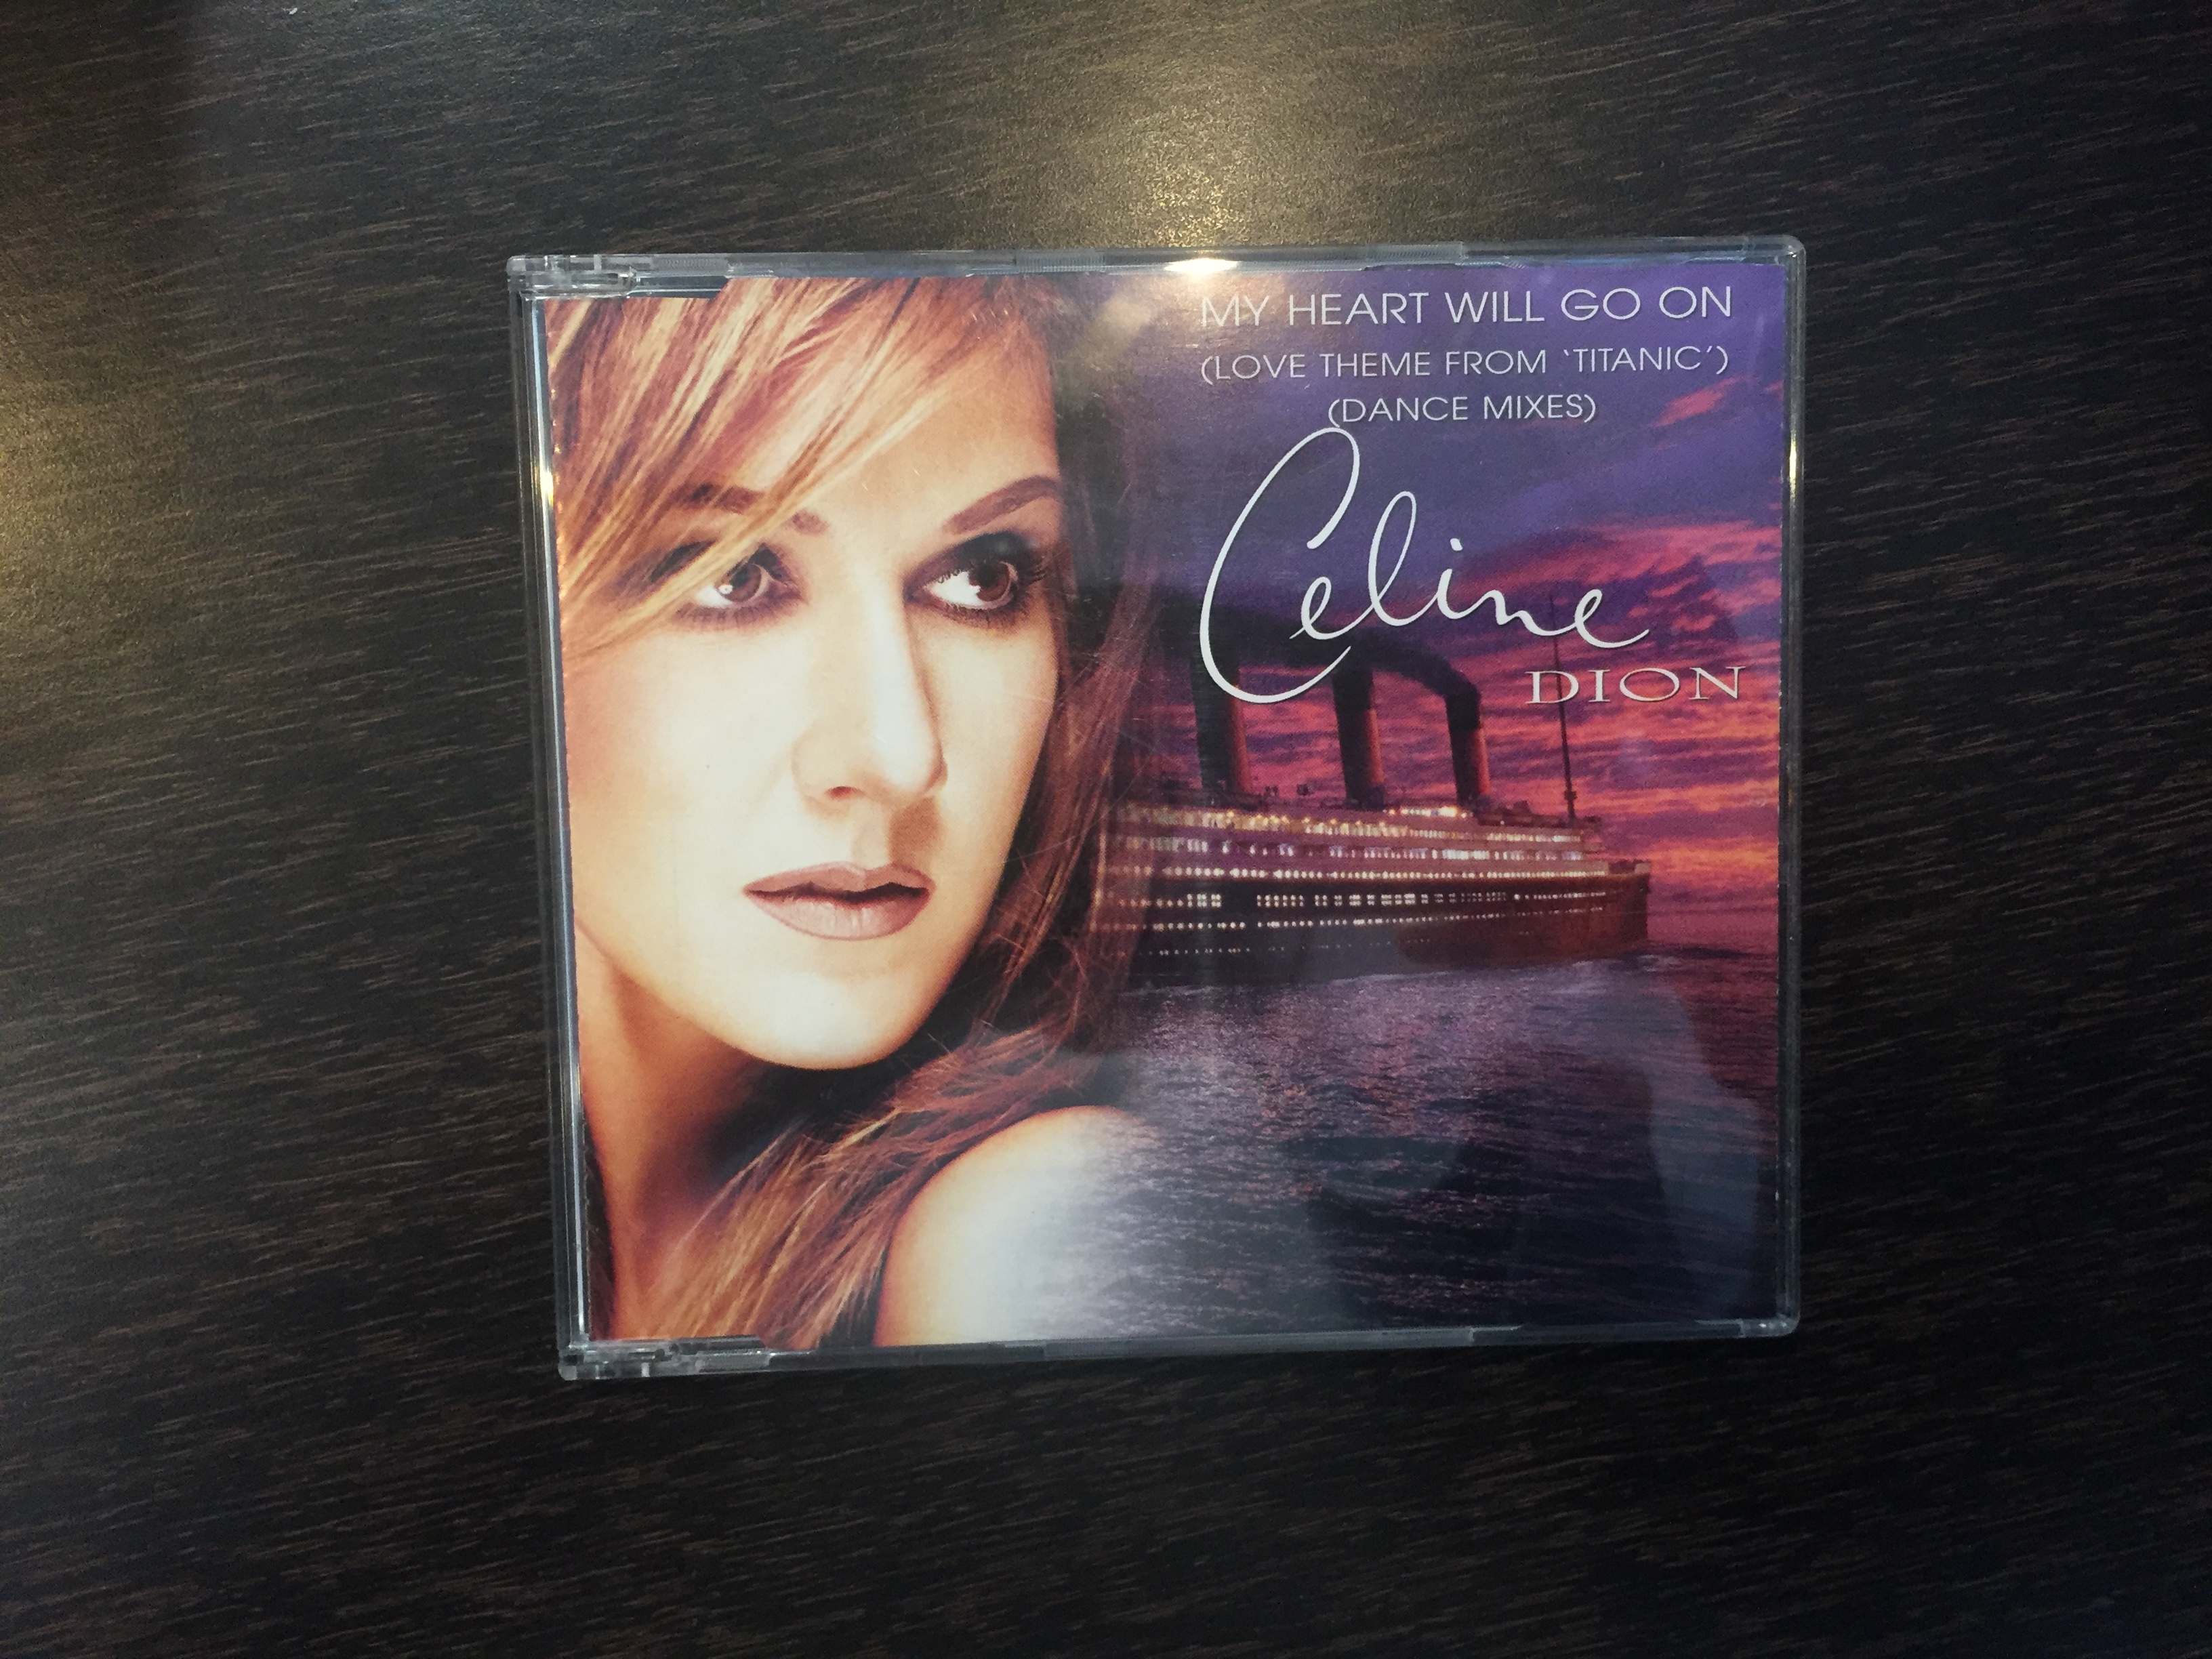 MY HEART WILL GO ON
(LOVE THEME FROM ‘TITANIC’)
(DANCE MIXES)
Celine
DION